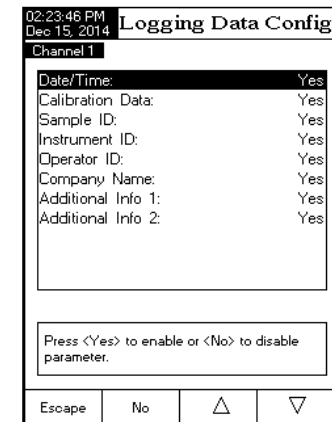 02:23:46 PM
Dec 15, 2014
Logging Data Config
Channel 1
Date/Time: Yes
Calibration Data: Yes
Sample ID: Yes
Instrument ID: Yes
Operator ID: Yes
Company Name: Yes
Additional Info 1: Yes
Additional Info 2: Yes
Press <Yes> to enable or <No> to disable
parameter.
Escape No △ ▽